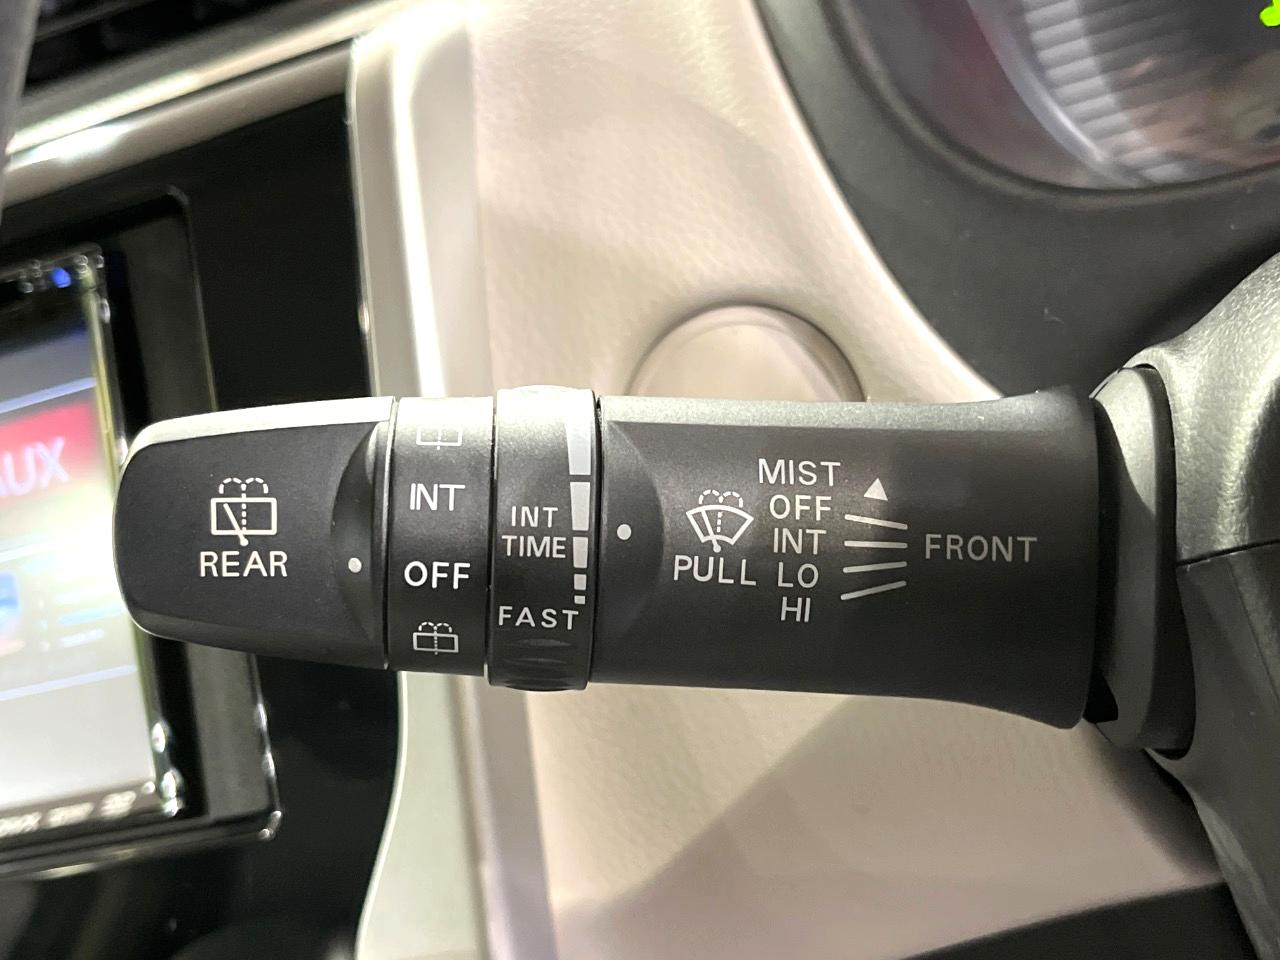 REAR
INT
OFF
INT
TIME
FAST
MIST
OFF
INT
LO
HI
PULL
FRONT
AUX